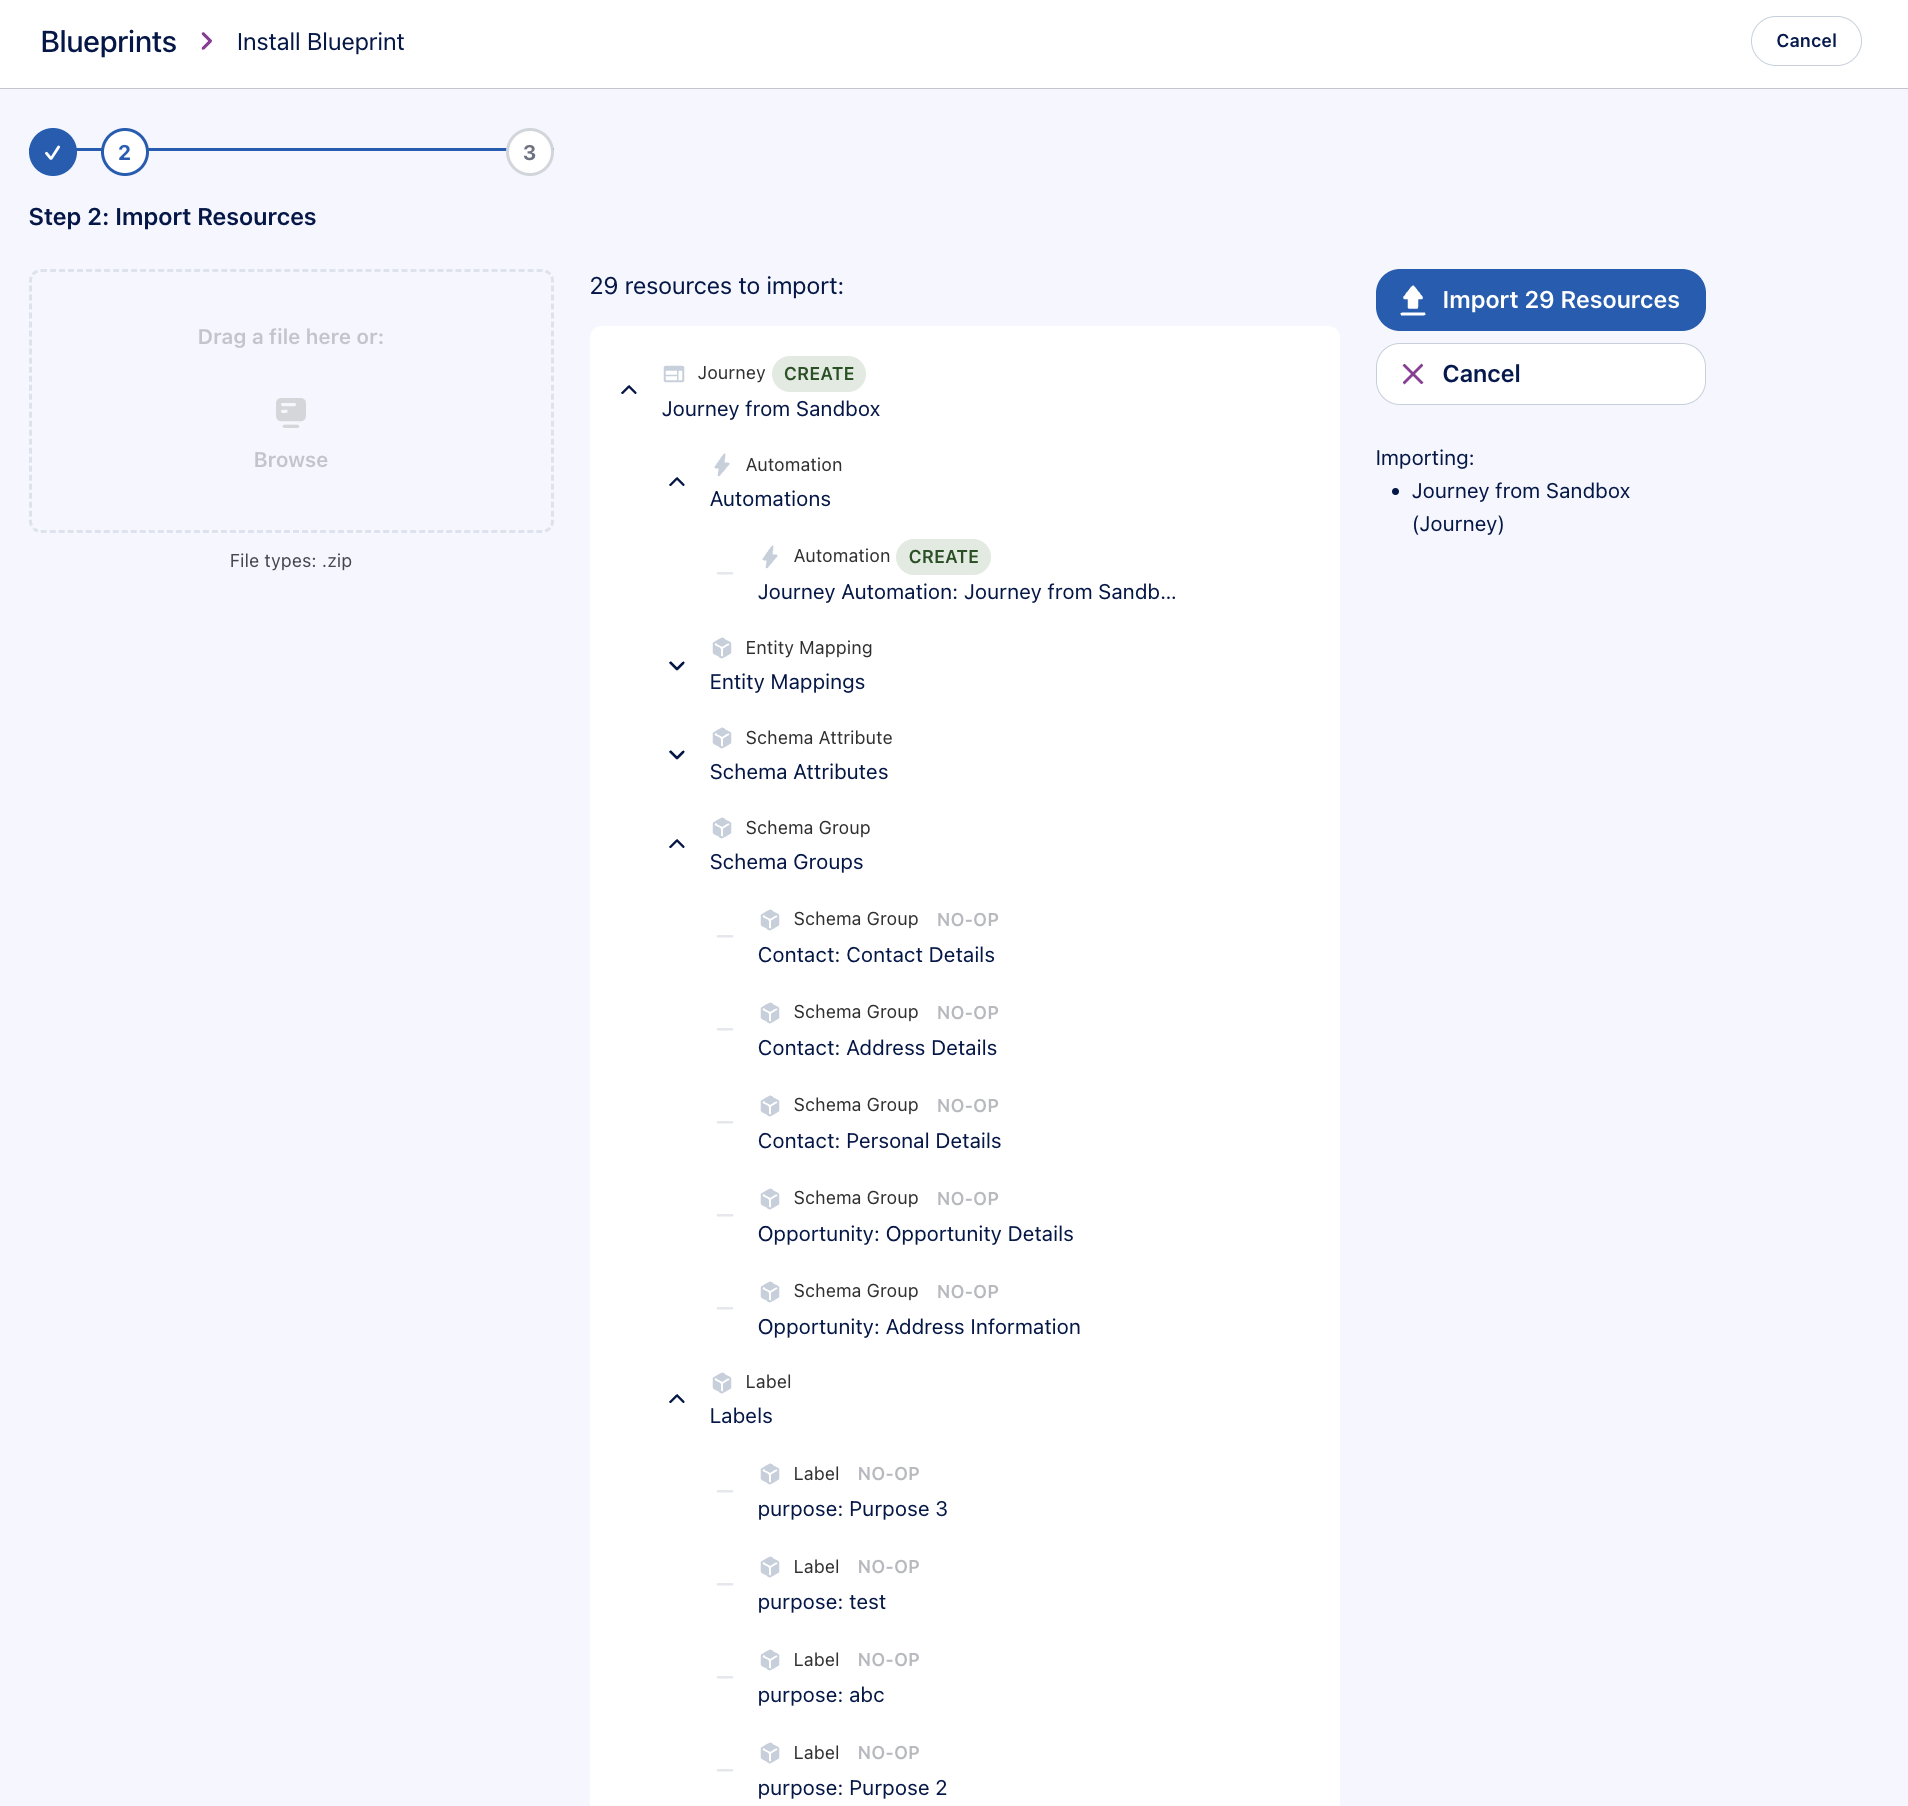 Blueprints
Install Blueprint
Cancel
2
3
Step 2: Import Resources
Drag a file here or:
Browse
File types: .zip
29 resources to import:
Journey CREATE
Journey from Sandbox
Automation
Automations
Automation CREATE
Journey Automation: Journey from Sandb...
Entity Mapping
Entity Mappings
Schema Attribute
Schema Attributes
Schema Group
Schema Groups
Schema Group NO-OP
Contact: Contact Details
Schema Group NO-OP
Contact: Address Details
Schema Group NO-OP
Contact: Personal Details
Schema Group NO-OP
Opportunity: Opportunity Details
Schema Group NO-OP
Opportunity: Address Information
Label
Labels
Label NO-OP
purpose: Purpose 3
Label NO-OP
purpose: test
Label NO-OP
purpose: abc
Label NO-OP
purpose: Purpose 2
Import 29 Resources
Cancel
Importing:
• Journey from Sandbox
(Journey)